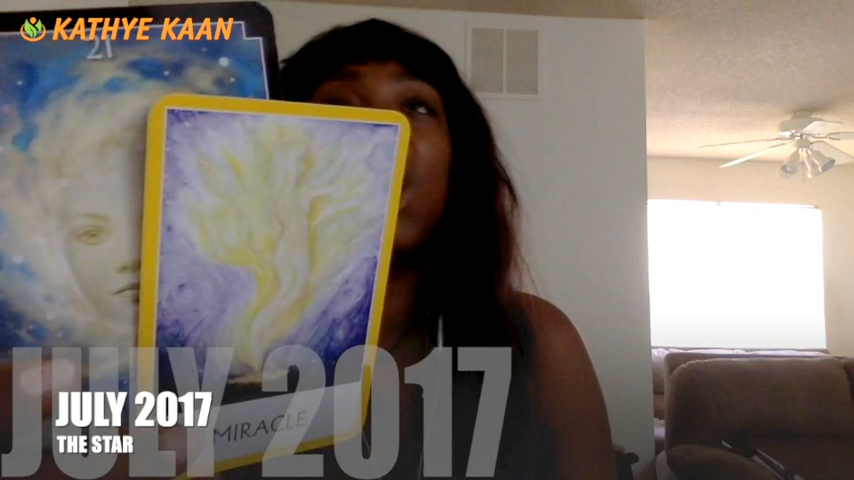 KATHYE KAAN
21
MIRACLE
JULY 2017
JULY 2017
THE STAR